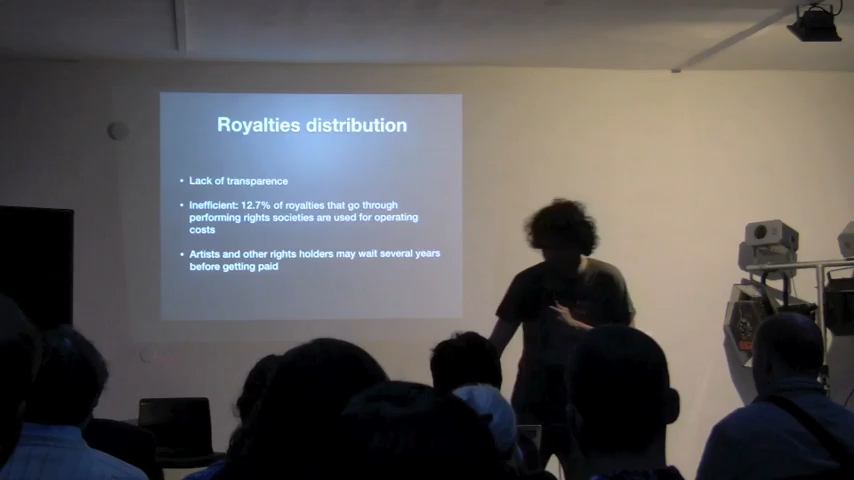 Royalties distribution
• Lack of transparence
• Inefficient: 12.7% of royalties that go through
performing rights societies are used for operating
costs
• Artists and other rights holders may wait several years
before getting paid